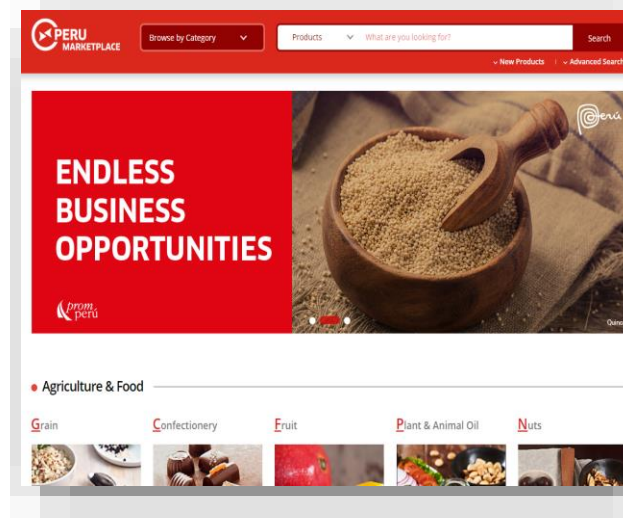 PERU
MARKETPLACE
Browse by Category
Products
What are you looking for?
Search
New Products
Advanced Search
Perú
ENDLESS
BUSINESS
OPPORTUNITIES
prom
perú
Agriculture & Food
Grain
Confectionery
Fruit
Plant & Animal Oil
Nuts